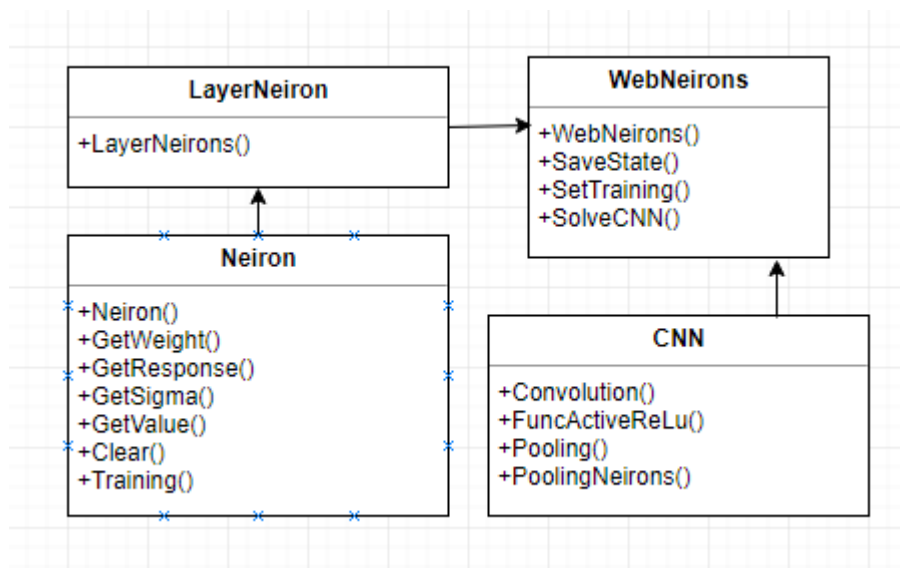 LayerNeiron
+LayerNeirons()
WebNeirons
+WebNeirons()
+SaveState()
+SetTraining()
+SolveCNN()
Neiron
+Neiron()
+GetWeight()
+GetResponse()
+GetSigma()
+GetValue()
+Clear()
+Training()
CNN
+Convolution()
+FuncActiveReLu()
+Pooling()
+PoolingNeirons()